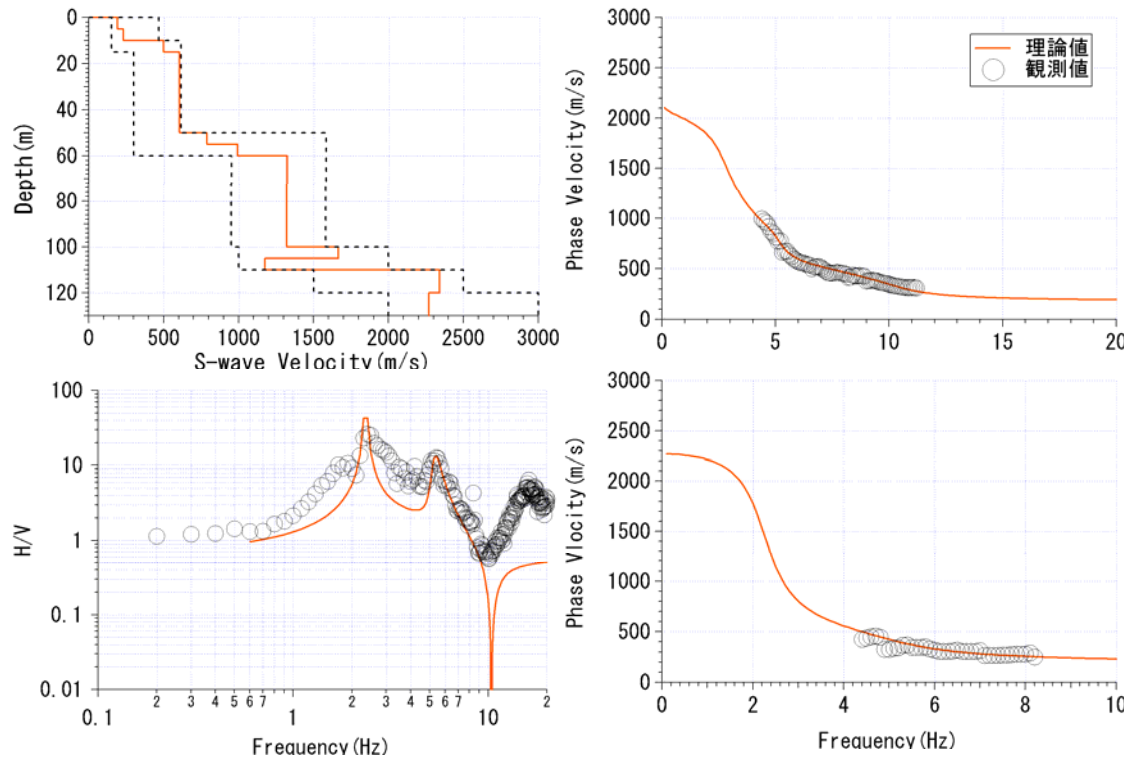 0
20
40
60
80
100
120
Depth(m)
0 500 1000 1500 2000 2500 3000
S-wave Velocity(m/s)
3000
2500
2000
1500
1000
500
0
Phase Velocity(m/s)
理論値
観測値
0 5 10 15 20
100
10
1
0.1
0.01
H/V
2 3 4 5 6 7 2 3 4 5 6 7 2
0.1 1 10
Frequency(Hz)
3000
2500
2000
1500
1000
500
0
Phase Vlocity(m/s)
0 2 4 6 8 10
Frequency(Hz)